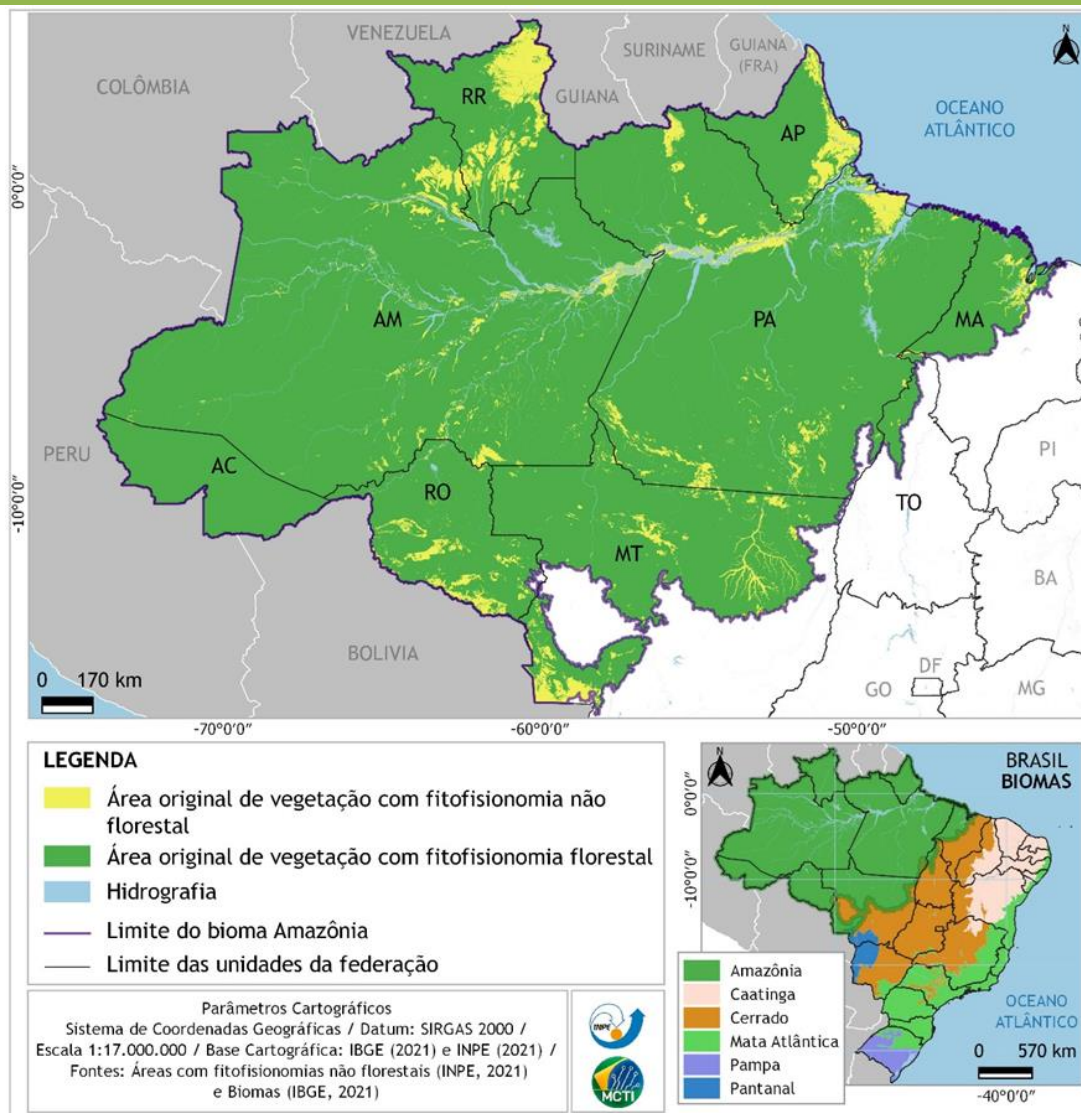 VENEZUELA
SURINAME
GUIANA
(FRA)
N
COLÔMBIA
GUIANA
RR
AP
OCEANO
ATLÂNTICO
0°0'0"
AM
PA
MA
PERU
AC
RO
TO
PI
-10°0'0"
MT
BA
BOLIVIA
DF
GO
MG
0 170 km
-70°0'0"
-60°0'0"
-50°0'0"
LEGENDA
Área original de vegetação com fitofisionomia não
florestal
Área original de vegetação com fitofisionomia florestal
Hidrografia
Limite do bioma Amazônia
Limite das unidades da federação
Parâmetros Cartográficos
Sistema de Coordenadas Geográficas / Datum: SIRGAS 2000 /
Escala 1:17.000.000 / Base Cartográfica: IBGE (2021) e INPE (2021) /
Fontes: Áreas com fitofisionomias não florestais (INPE, 2021)
e Biomas (IBGE, 2021)
INPE
MCTI
N
BRASIL
BIOMAS
0°0'0"
-10°0'0"
Amazônia
Caatinga
Cerrado
Mata Atlântica
Pampa
Pantanal
OCEANO
ATLÂNTICO
0 570 km
-40°0'0"